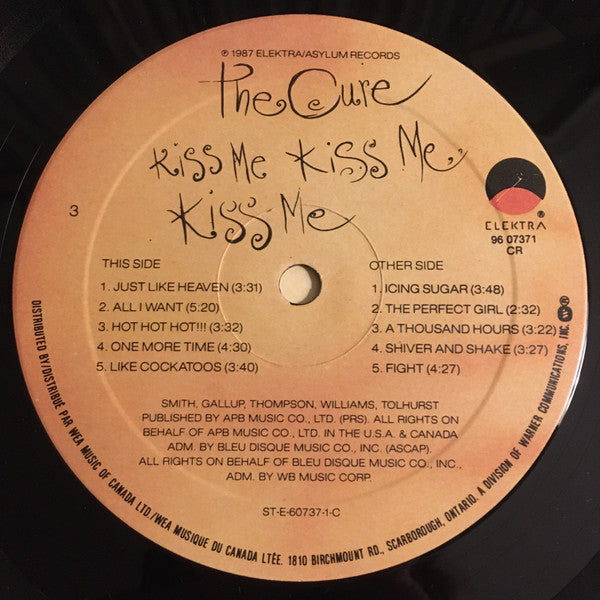 ℗ 1987 ELEKTRA/ASYLUM RECORDS
The Cure
Kiss Me Kiss Me
Kiss Me
3
ELEKTRA®
96 07371
CR
THIS SIDE
1. JUST LIKE HEAVEN (3:31)
2. ALL I WANT (5:20)
3. HOT HOT HOT!!! (3:32)
4. ONE MORE TIME (4:30)
5. LIKE COCKATOOS (3:40)
OTHER SIDE
1. ICING SUGAR (3:48)
2. THE PERFECT GIRL (2:32)
3. A THOUSAND HOURS (3:22)
4. SHIVER AND SHAKE (3:27)
5. FIGHT (4:27)
SMITH, GALLUP, THOMPSON, WILLIAMS, TOLHURST
PUBLISHED BY APB MUSIC CO., LTD (PRS). ALL RIGHTS ON
BEHALF OF APB MUSIC CO., LTD. IN THE U.S.A. & CANADA
ADM. BY BLEU DISQUE MUSIC CO., INC. (ASCAP).
ALL RIGHTS ON BEHALF OF BLEU DISQUE MUSIC CO., INC.,
ADM. BY WB MUSIC CORP.
ST-E-60737-1-C
DISTRIBUTED BY/DISTRIBUÉ PAR WEA MUSIC OF CANADA LTD./WEA MUSIQUE DU CANADA LTÉE. 1810 BIRCHMOUNT RD., SCARBOROUGH, ONTARIO. A DIVISION OF WARNER COMMUNICATIONS, INC. W ®